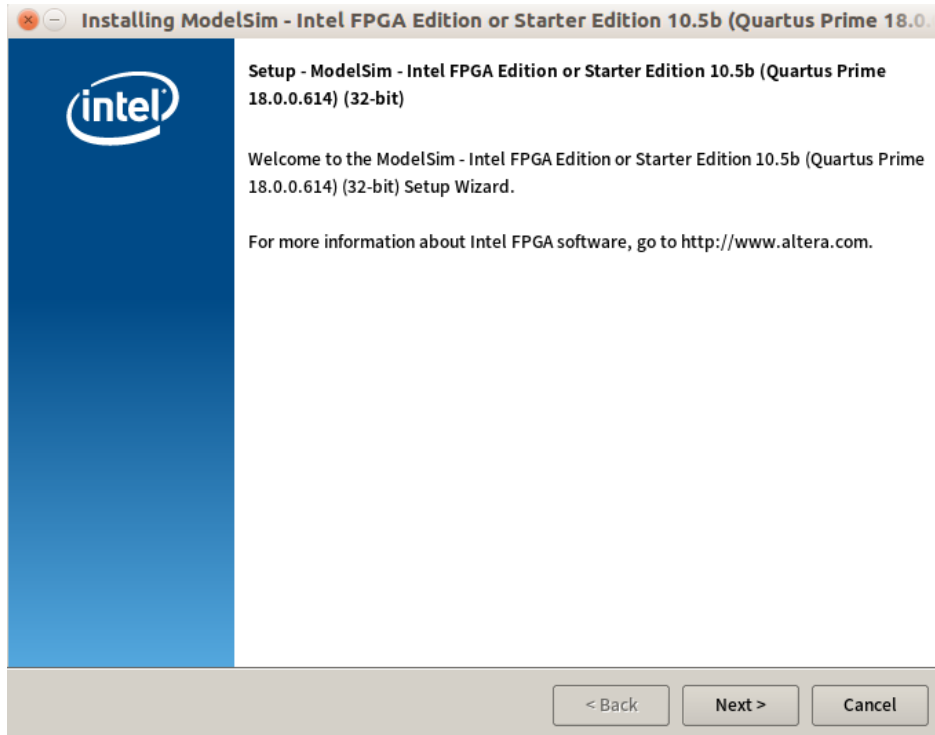 Installing ModelSim - Intel FPGA Edition or Starter Edition 10.5b (Quartus Prime 18.0.
intel
Setup - ModelSim - Intel FPGA Edition or Starter Edition 10.5b (Quartus Prime
18.0.0.614) (32-bit)
Welcome to the ModelSim - Intel FPGA Edition or Starter Edition 10.5b (Quartus Prime
18.0.0.614) (32-bit) Setup Wizard.
For more information about Intel FPGA software, go to http://www.altera.com.
< Back Next > Cancel